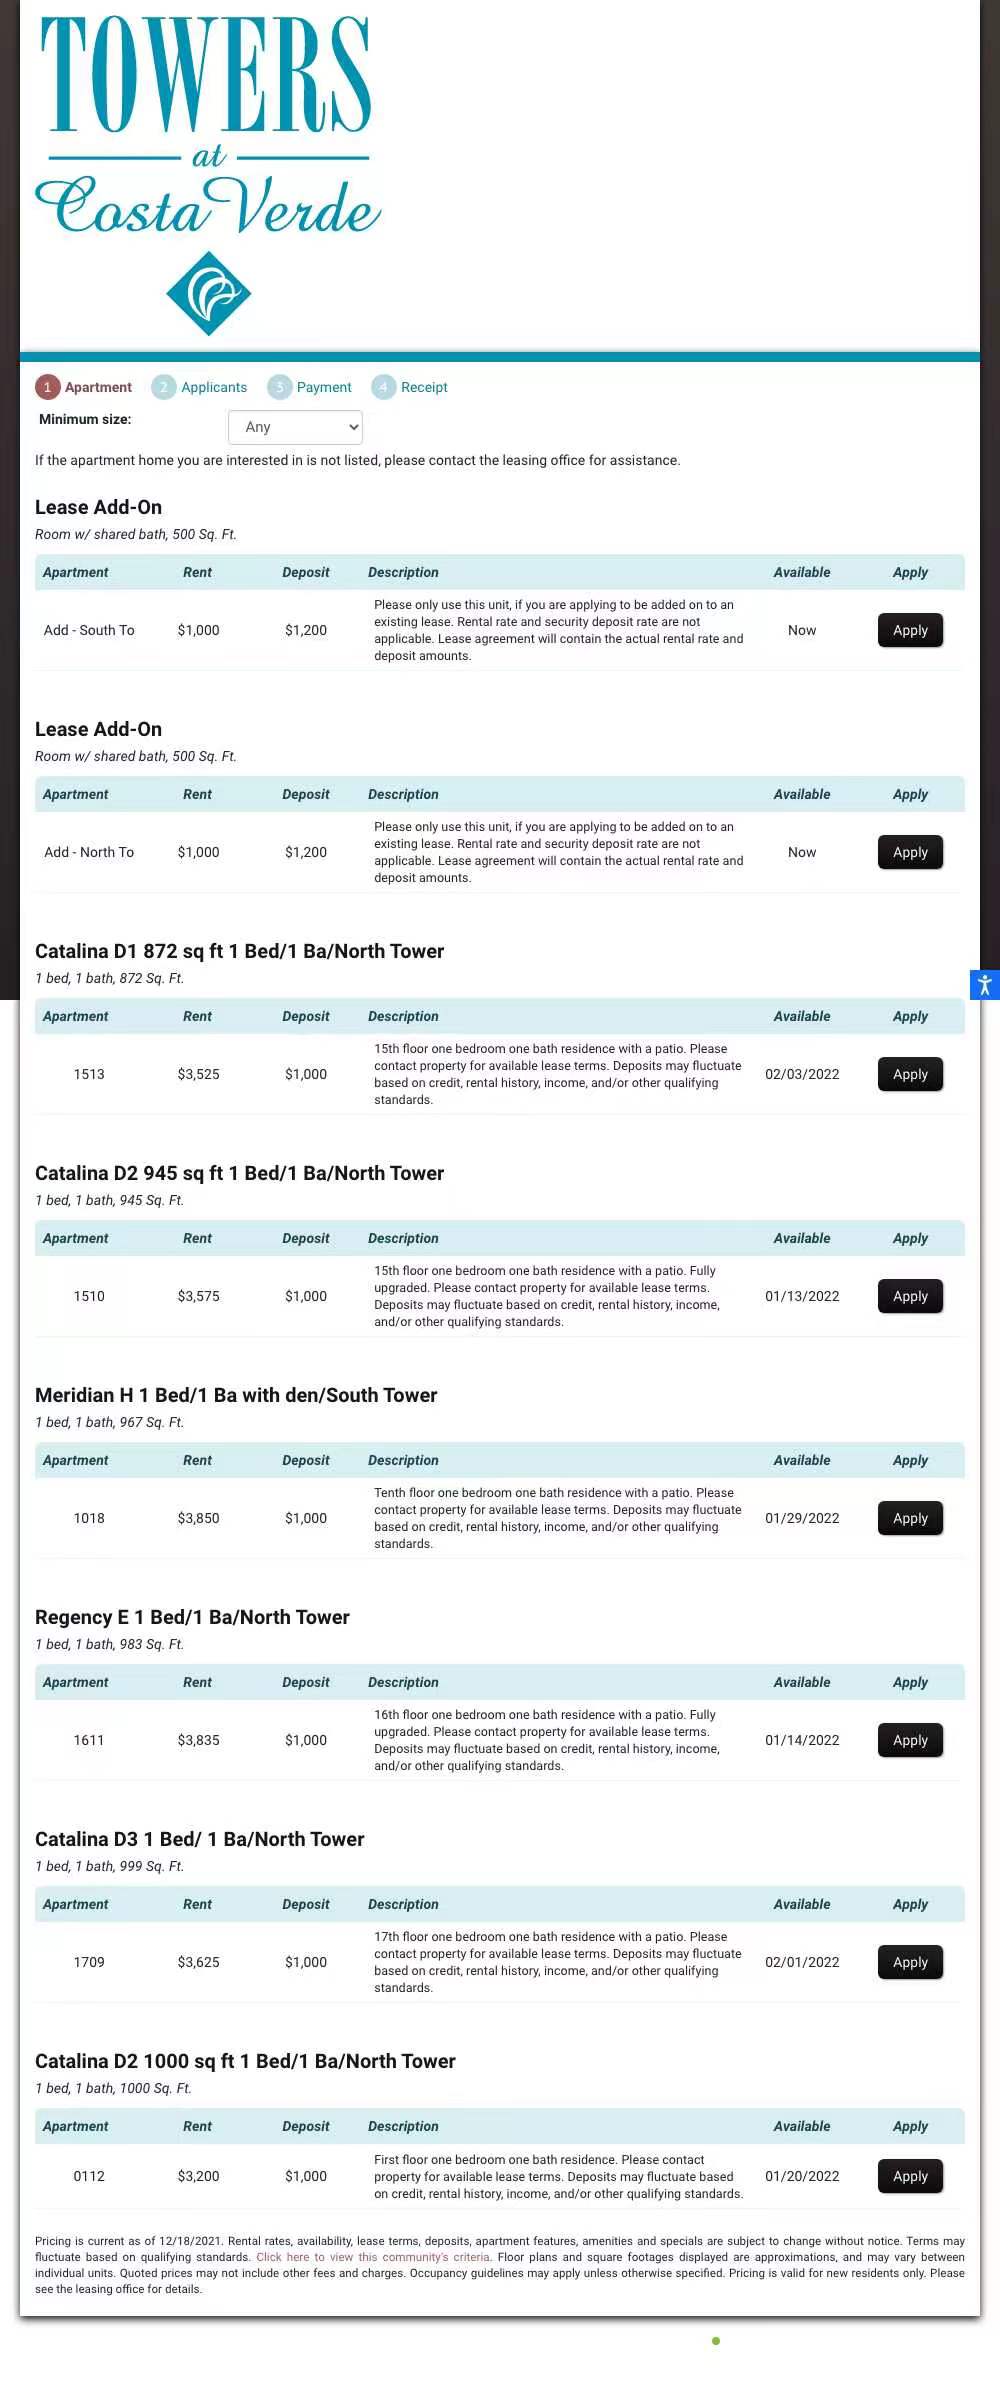 TOWERS
at
Costa Verde
1 Apartment 2 Applicants 3 Payment 4 Receipt
Minimum size: Any
If the apartment home you are interested in is not listed, please contact the leasing office for assistance.
Lease Add-On
Room w/ shared bath, 500 Sq. Ft.
Apartment Rent Deposit Description Available Apply
Add - South To $1,000 $1,200 Please only use this unit, if you are applying to be added on to an
existing lease. Rental rate and security deposit rate are not
applicable. Lease agreement will contain the actual rental rate and
deposit amounts. Now Apply
Lease Add-On
Room w/ shared bath, 500 Sq. Ft.
Apartment Rent Deposit Description Available Apply
Add - North To $1,000 $1,200 Please only use this unit, if you are applying to be added on to an
existing lease. Rental rate and security deposit rate are not
applicable. Lease agreement will contain the actual rental rate and
deposit amounts. Now Apply
Catalina D1 872 sq ft 1 Bed/1 Ba/North Tower
1 bed, 1 bath, 872 Sq. Ft.
Apartment Rent Deposit Description Available Apply
1513 $3,525 $1,000 15th floor one bedroom one bath residence with a patio. Please
contact property for available lease terms. Deposits may fluctuate
based on credit, rental history, income, and/or other qualifying
standards. 02/03/2022 Apply
Catalina D2 945 sq ft 1 Bed/1 Ba/North Tower
1 bed, 1 bath, 945 Sq. Ft.
Apartment Rent Deposit Description Available Apply
1510 $3,575 $1,000 15th floor one bedroom one bath residence with a patio. Fully
upgraded. Please contact property for available lease terms.
Deposits may fluctuate based on credit, rental history, income,
and/or other qualifying standards. 01/13/2022 Apply
Meridian H 1 Bed/1 Ba with den/South Tower
1 bed, 1 bath, 967 Sq. Ft.
Apartment Rent Deposit Description Available Apply
1018 $3,850 $1,000 Tenth floor one bedroom one bath residence with a patio. Please
contact property for available lease terms. Deposits may fluctuate
based on credit, rental history, income, and/or other qualifying
standards. 01/29/2022 Apply
Regency E 1 Bed/1 Ba/North Tower
1 bed, 1 bath, 983 Sq. Ft.
Apartment Rent Deposit Description Available Apply
1611 $3,835 $1,000 16th floor one bedroom one bath residence with a patio. Fully
upgraded. Please contact property for available lease terms.
Deposits may fluctuate based on credit, rental history, income,
and/or other qualifying standards. 01/14/2022 Apply
Catalina D3 1 Bed/ 1 Ba/North Tower
1 bed, 1 bath, 999 Sq. Ft.
Apartment Rent Deposit Description Available Apply
1709 $3,625 $1,000 17th floor one bedroom one bath residence with a patio. Please
contact property for available lease terms. Deposits may fluctuate
based on credit, rental history, income, and/or other qualifying
standards. 02/01/2022 Apply
Catalina D2 1000 sq ft 1 Bed/1 Ba/North Tower
1 bed, 1 bath, 1000 Sq. Ft.
Apartment Rent Deposit Description Available Apply
0112 $3,200 $1,000 First floor one bedroom one bath residence. Please contact
property for available lease terms. Deposits may fluctuate based
on credit, rental history, income, and/or other qualifying standards. 01/20/2022 Apply
Pricing is current as of 12/18/2021. Rental rates, availability, lease terms, deposits, apartment features, amenities and specials are subject to change without notice. Terms may
fluctuate based on qualifying standards. Click here to view this community's criteria. Floor plans and square footages displayed are approximations, and may vary between
individual units. Quoted prices may not include other fees and charges. Occupancy guidelines may apply unless otherwise specified. Pricing is valid for new residents only. Please
see the leasing office for details.